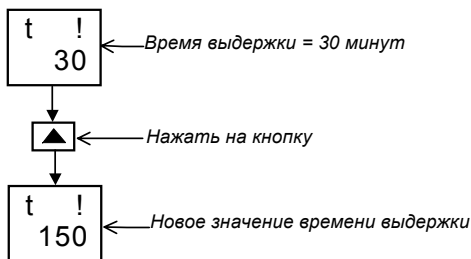 t !
30
Время выдержки = 30 минут
Нажать на кнопку
t !
150
Новое значение времени выдержки